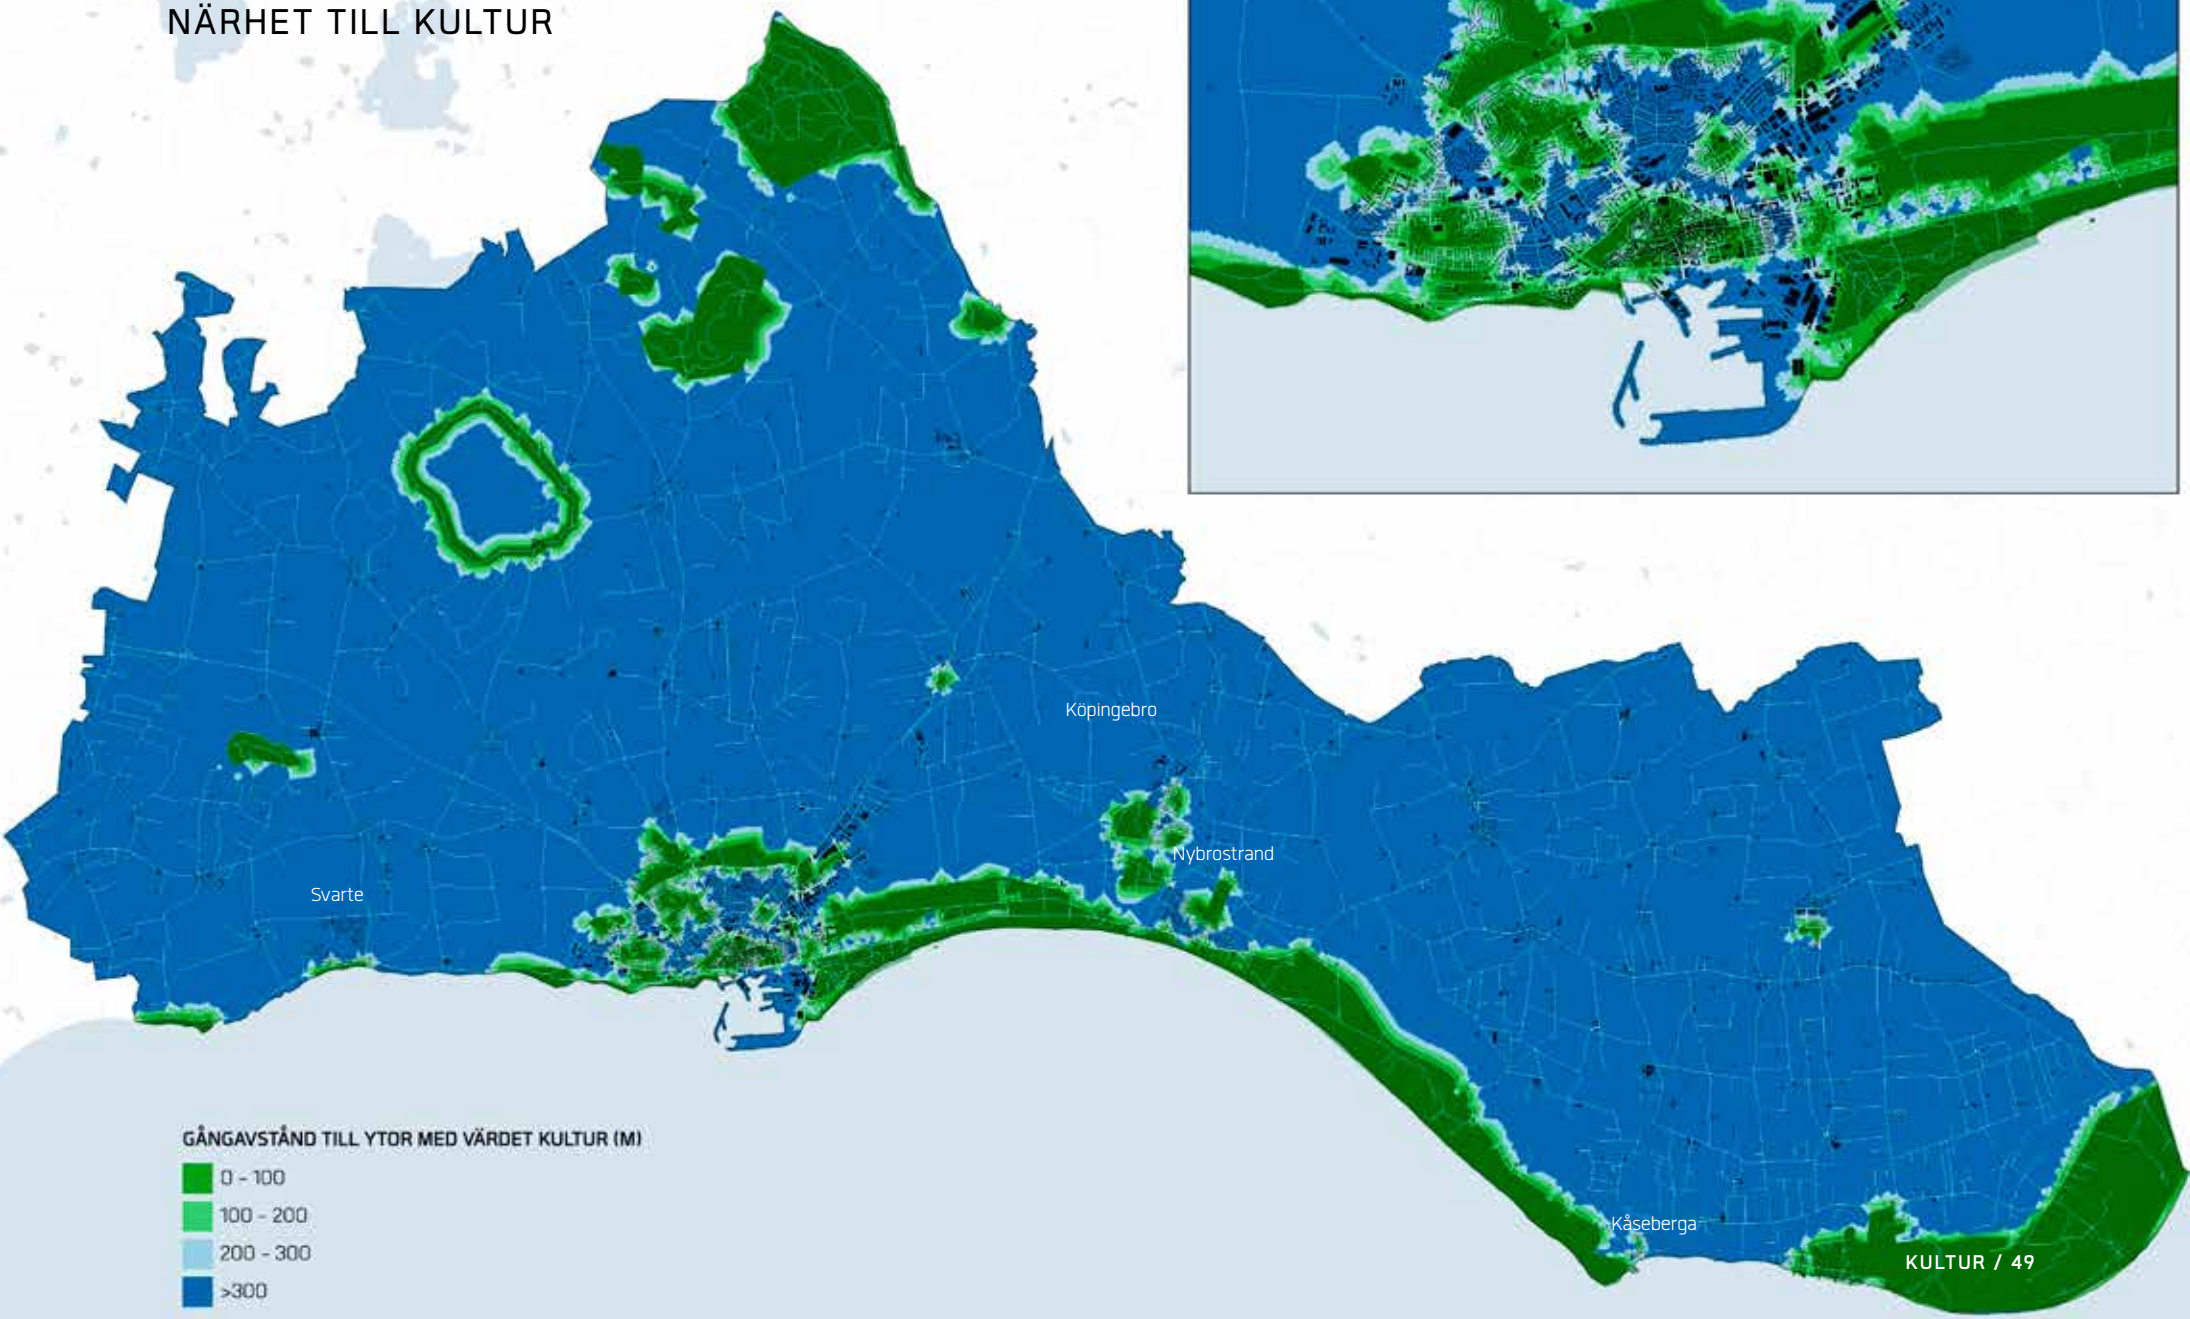 NÄRHET TILL KULTUR
Köpingebro
Nybrostrand
Svarte
Kåseberga
GÅNGAVSTÅND TILL YTOR MED VÄRDET KULTUR (M)
0 - 100
100 - 200
200 - 300
>300
KULTUR / 49